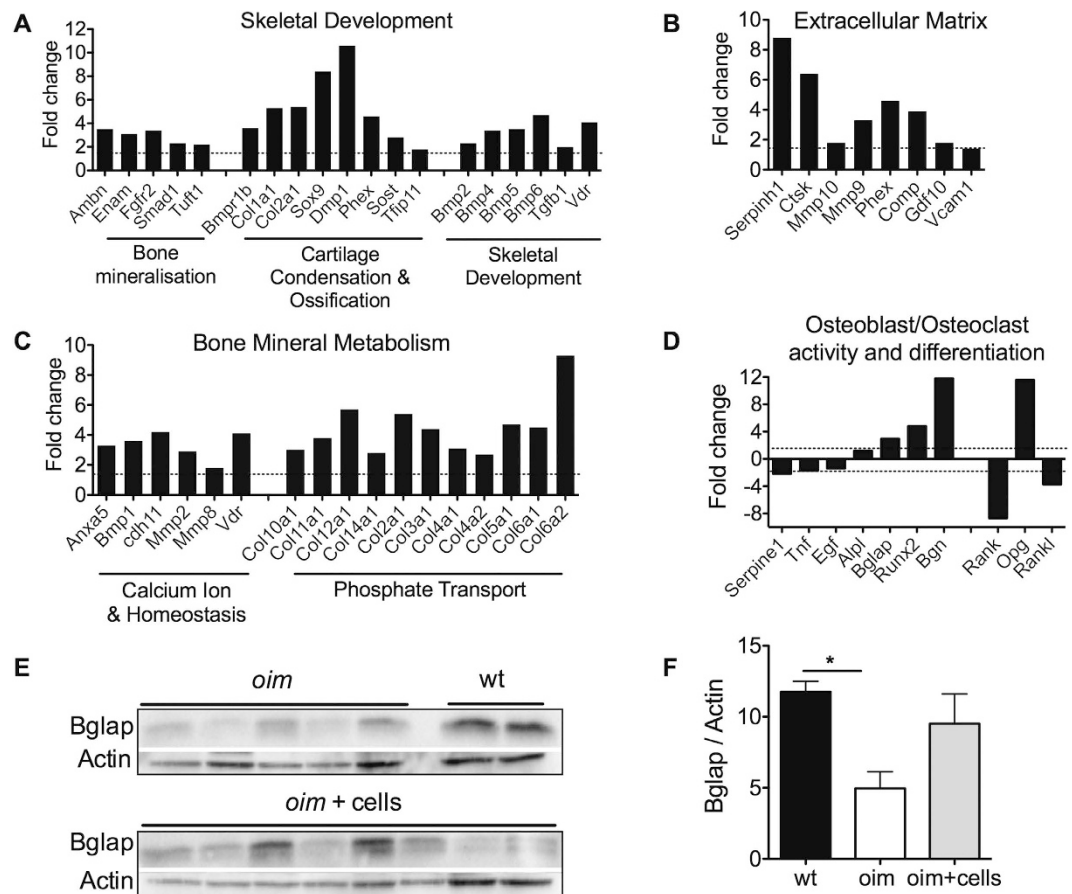 A
Skeletal Development
Fold change
12
10
8
6
4
2
0
Ambn
Enam
Fgfr2
Smad1
Tuft1
Bmpr1b
Col1a1
Col2a1
Sox9
Dmp1
Phex
Sost
Tfip11
Bmp2
Bmp4
Bmp5
Bmp6
Tgfb1
Vdr
Bone
mineralisation
Cartilage
Condensation &
Ossification
Skeletal
Development
B
Extracellular Matrix
Fold change
10
8
6
4
2
0
Serpinh1
Ctsk
Mmp10
Mmp9
Phex
Comp
Gdf10
Vcam1
C
Bone Mineral Metabolism
Fold change
10
8
6
4
2
0
Anxa5
Bmp1
cdh11
Mmp2
Mmp8
Vdr
Col10a1
Col11a1
Col12a1
Col14a1
Col2a1
Col3a1
Col4a1
Col4a2
Col5a1
Col6a1
Col6a2
Calcium Ion
& Homeostasis
Phosphate Transport
D
Osteoblast/Osteoclast
activity and differentiation
Fold change
12
8
4
0
-4
-8
Serpine1
Tnf
Egf
Alpl
Bglap
Runx2
Bgn
Rank
Opg
Rankl
E
oim
wt
Bglap
Actin
oim + cells
Bglap
Actin
F
Bglap / Actin
15
10
5
0
*
wt
oim
oim+cells